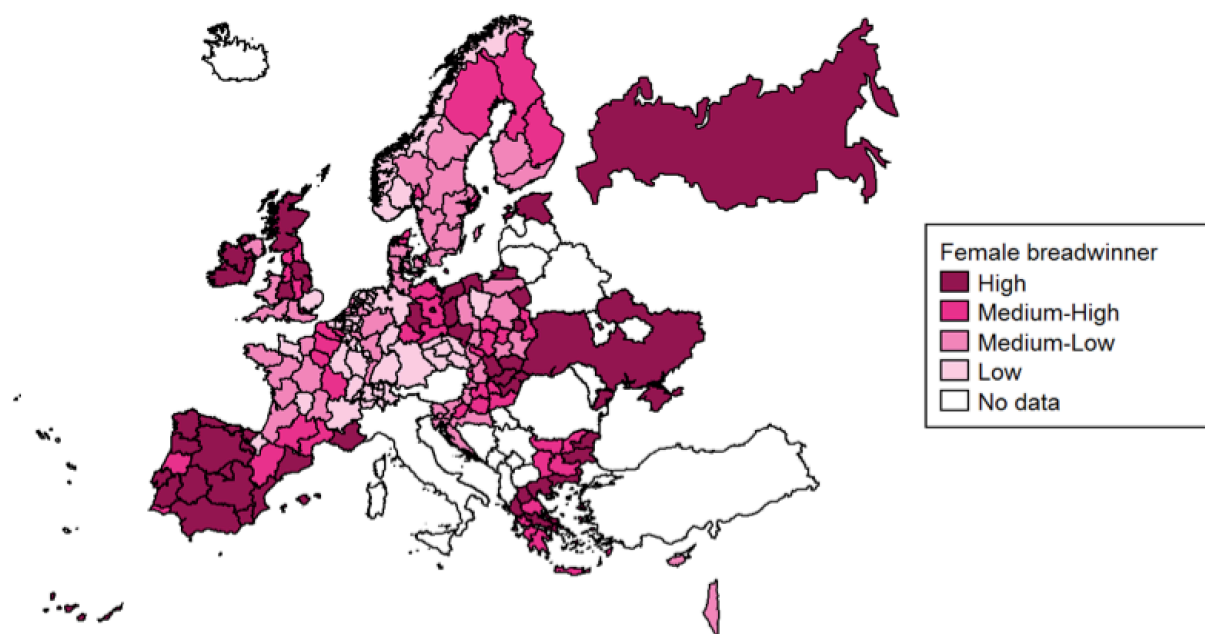 Female breadwinner
High
Medium-High
Medium-Low
Low
No data